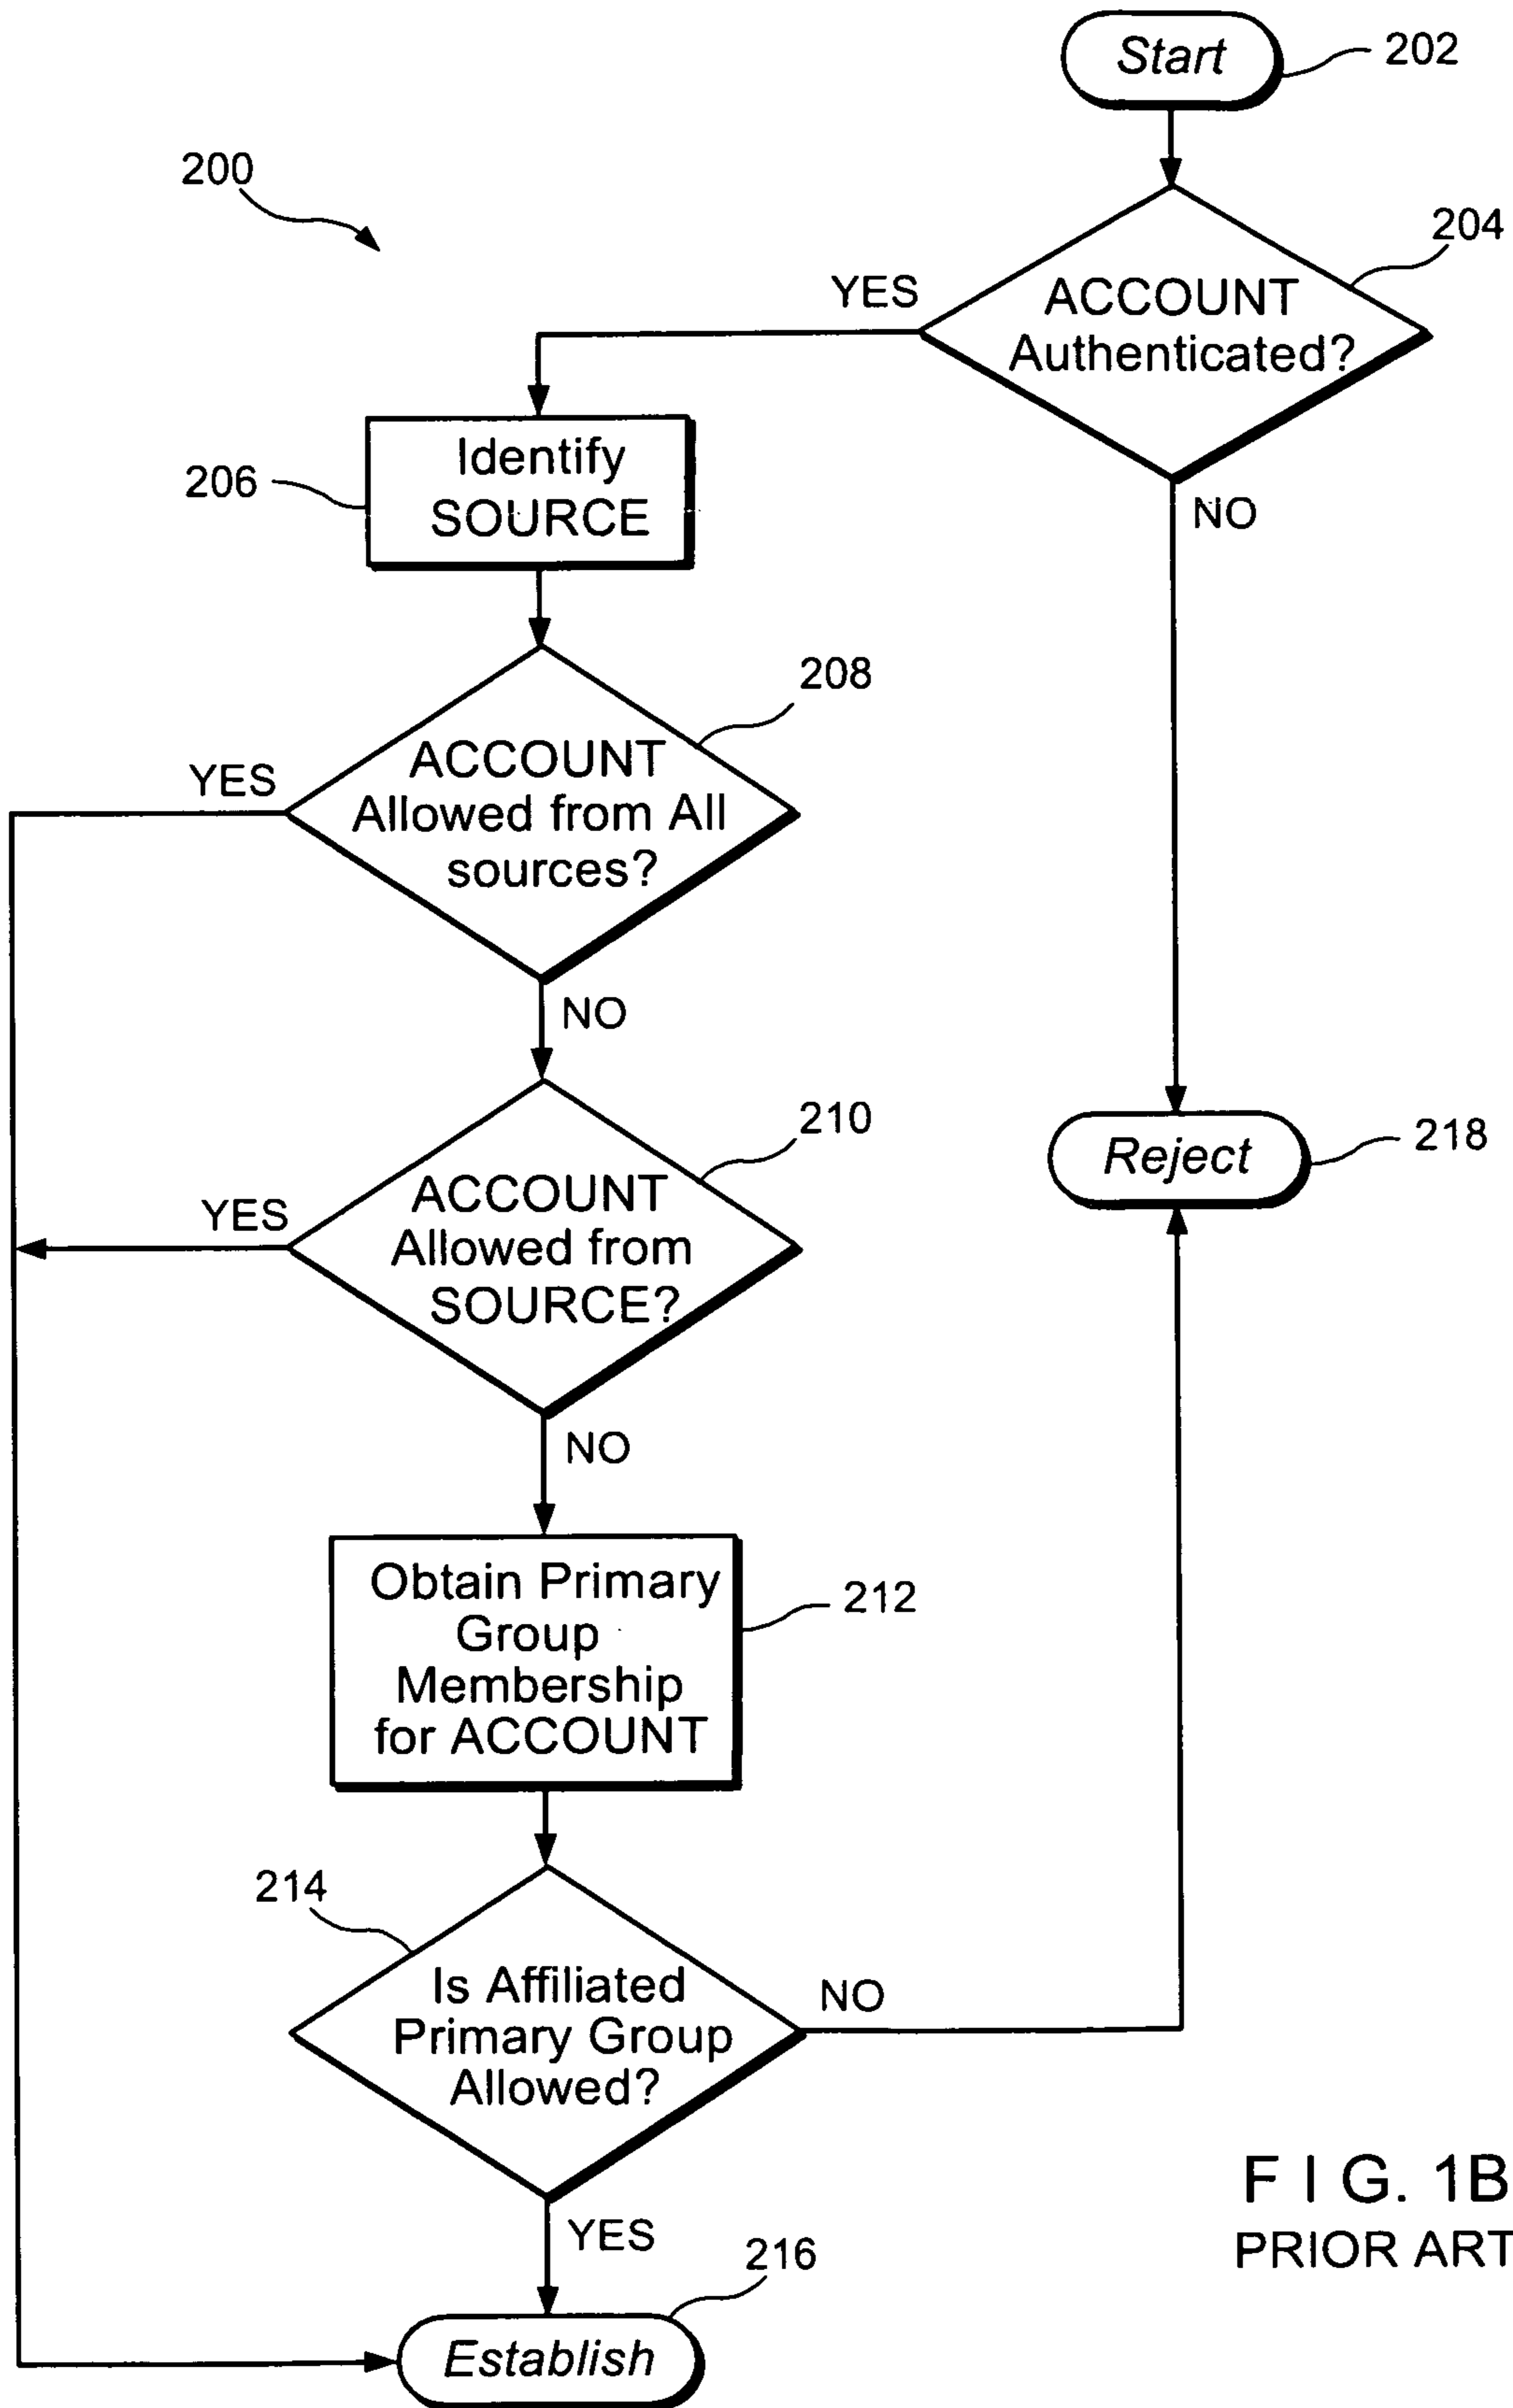 Start
202
200
204
YES
ACCOUNT
Authenticated?
Identify
SOURCE
206
NO
208
ACCOUNT
Allowed from All
sources?
YES
NO
210
ACCOUNT
Allowed from
SOURCE?
YES
Reject
218
NO
Obtain Primary
Group
Membership
for ACCOUNT
212
214
Is Affiliated
Primary Group
Allowed?
NO
YES
216
Establish
F I G. 1B
PRIOR ART